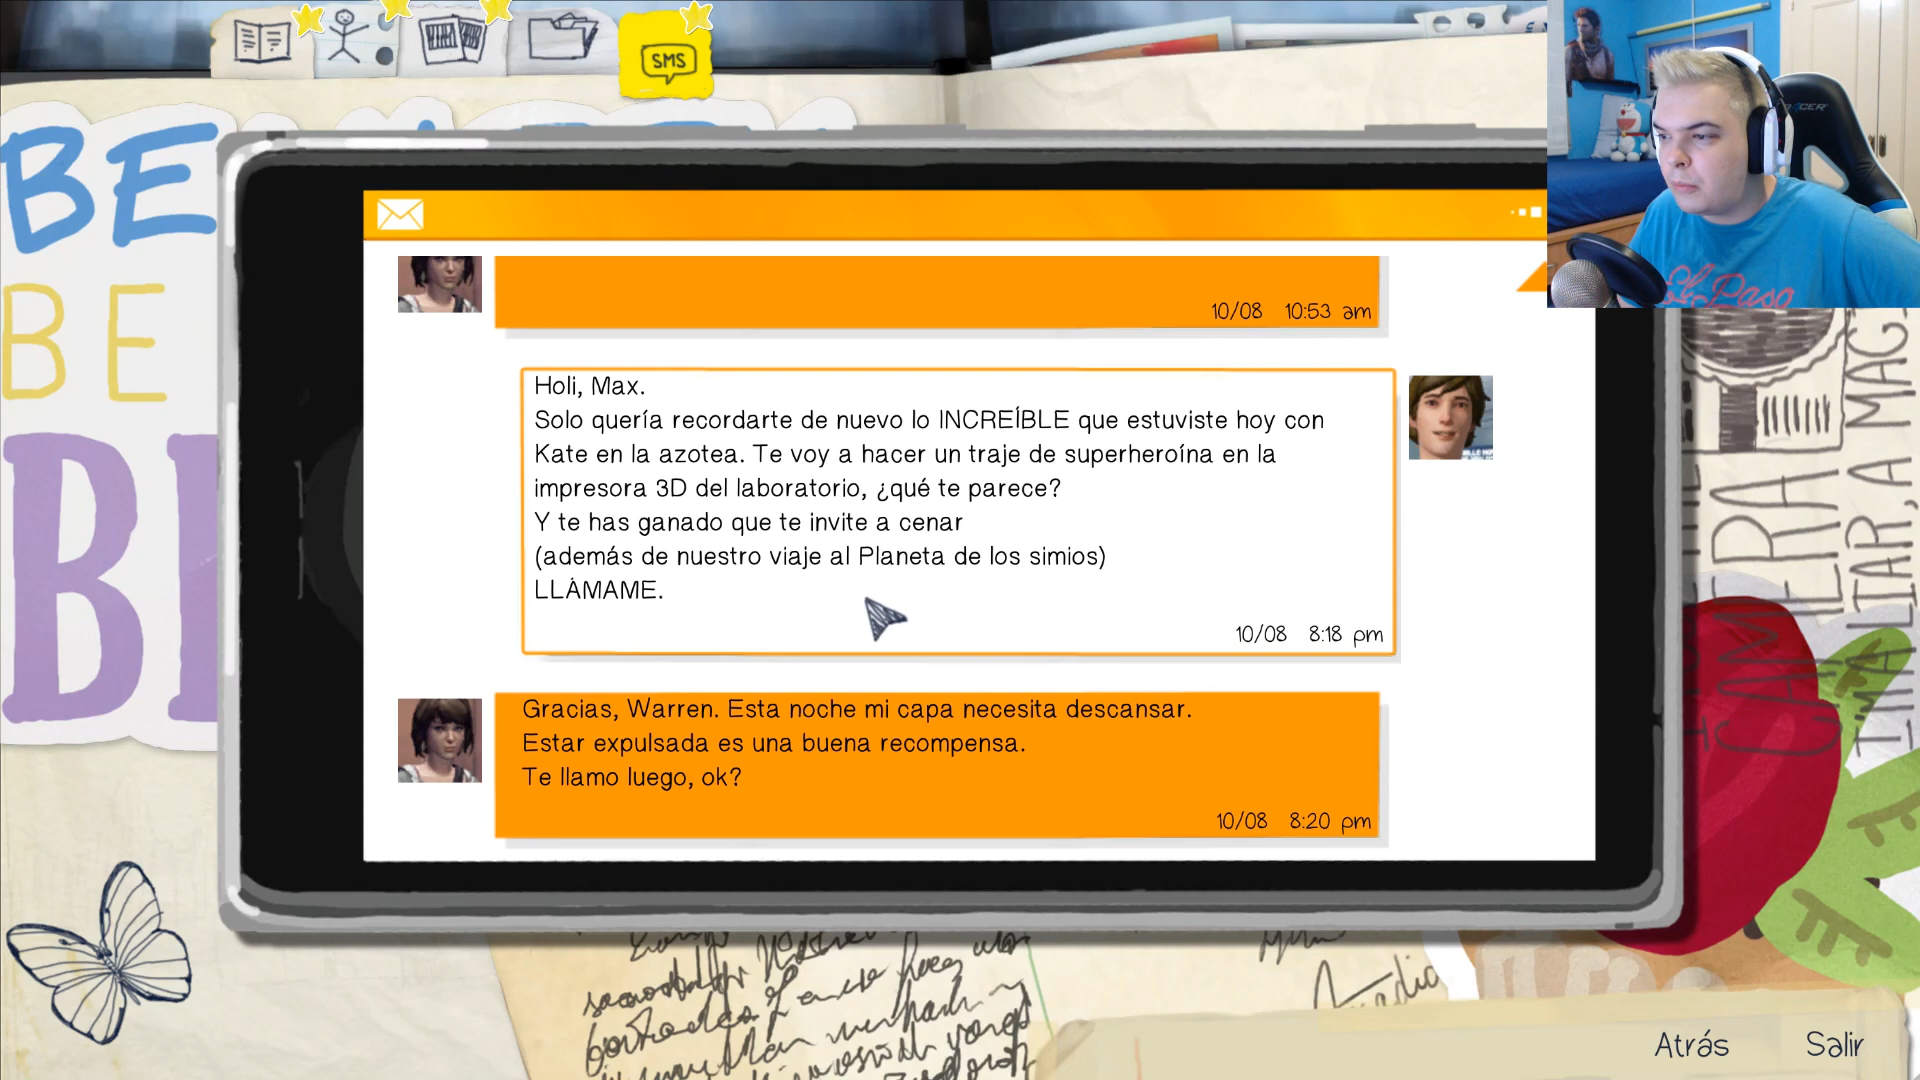 SMS
BE
BE
10/08 10:53 am
Holi, Max.
Solo quería recordarte de nuevo lo INCREÍBLE que estuviste hoy con
Kate en la azotea. Te voy a hacer un traje de superheroína en la
impresora 3D del laboratorio, ¿qué te parece?
Y te has ganado que te invite a cenar
(además de nuestro viaje al Planeta de los simios)
LLÁMAME.
10/08 8:18 pm
Gracias, Warren. Esta noche mi capa necesita descansar.
Estar expulsada es una buena recompensa.
Te llamo luego, ok?
10/08 8:20 pm
El Paso
Atrás Salir